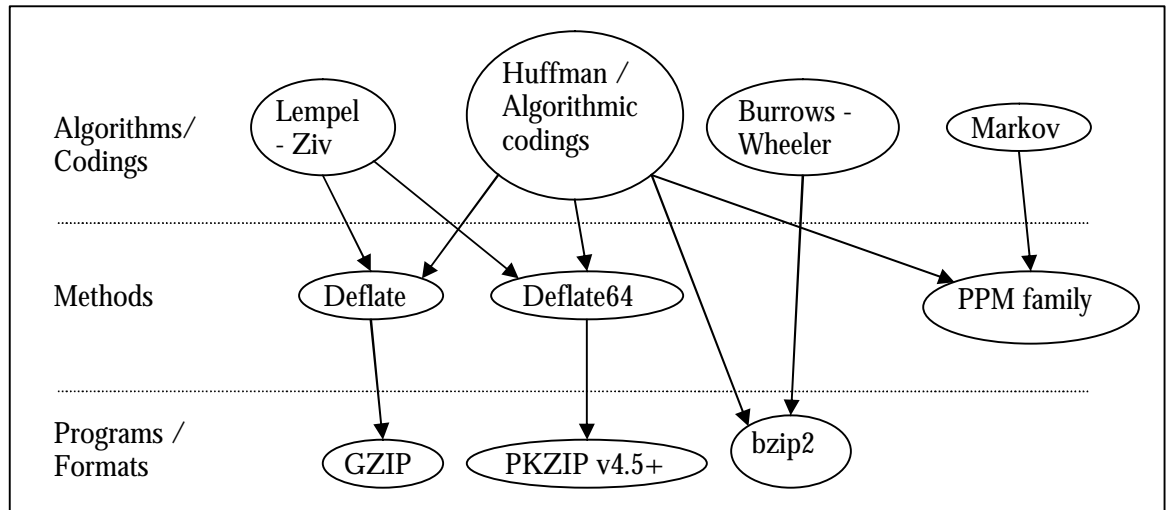 Algorithms/
Codings
Lempel
- Ziv
Huffman /
Algorithmic
codings
Burrows -
Wheeler
Markov
Methods
Deflate
Deflate64
PPM family
Programs /
Formats
GZIP
PKZIP v4.5+
bzip2